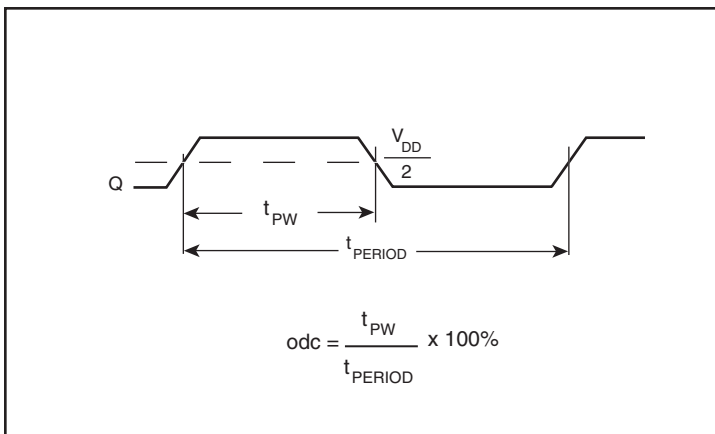 V_DD
2
Q
t_PW
t_PERIOD
odc = t_PW / t_PERIOD x 100%